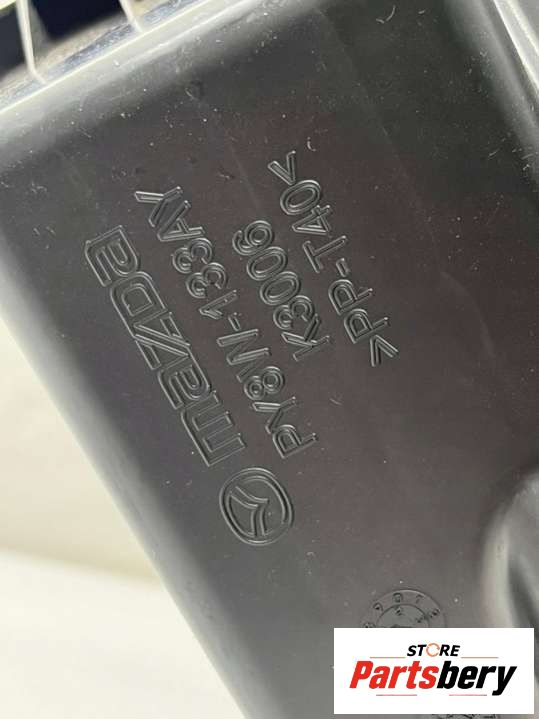 mazda
PY8W-133AY
K3006
>PP-T40<
STORE
Partsbery